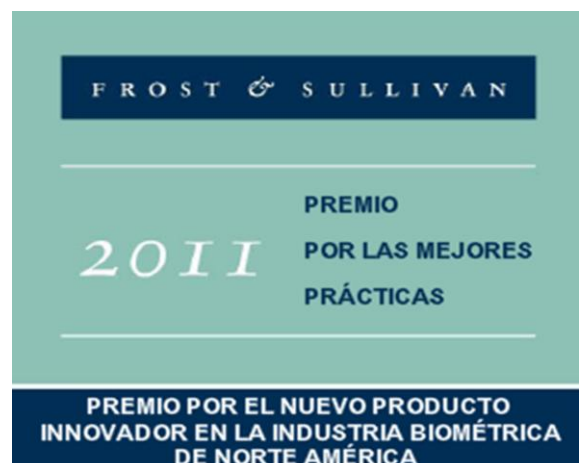 FROST & SULLIVAN
2011
PREMIO
POR LAS MEJORES
PRÁCTICAS
PREMIO POR EL NUEVO PRODUCTO
INNOVADOR EN LA INDUSTRIA BIOMÉTRICA
DE NORTE AMÉRICA